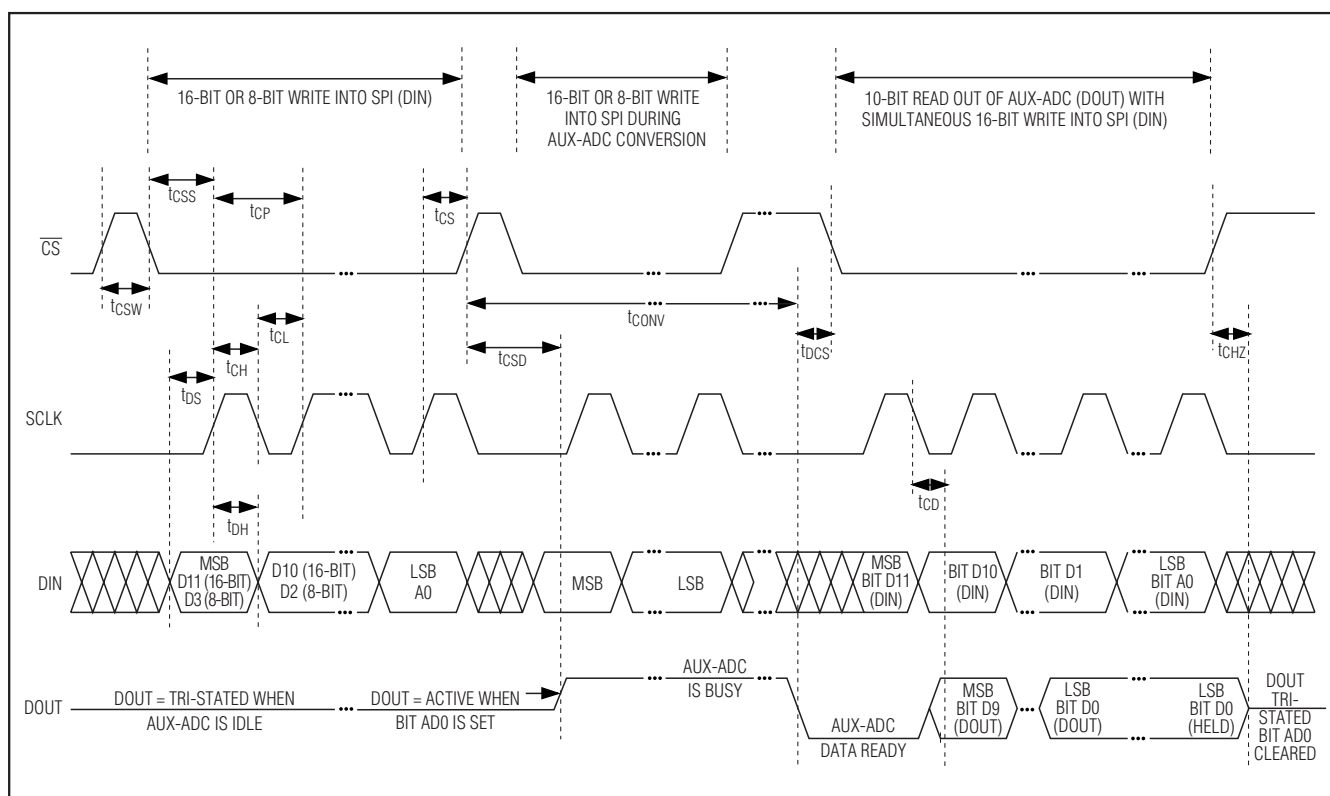 16-BIT OR 8-BIT WRITE INTO SPI (DIN)
16-BIT OR 8-BIT WRITE
INTO SPI DURING
AUX-ADC CONVERSION
10-BIT READ OUT OF AUX-ADC (DOUT) WITH
SIMULTANEOUS 16-BIT WRITE INTO SPI (DIN)
tCSS
tCP
tCS
CS
tCSW
tCL
tCONV
tCSD
tDCS
tCHZ
tCH
tDS
SCLK
tCD
tDH
DIN
MSB
D11 (16-BIT)
D3 (8-BIT)
D10 (16-BIT)
D2 (8-BIT)
LSB
A0
MSB
LSB
MSB
BIT D11
(DIN)
BIT D10
(DIN)
BIT D1
(DIN)
LSB
BIT A0
(DIN)
DOUT
DOUT = TRI-STATED WHEN
AUX-ADC IS IDLE
DOUT = ACTIVE WHEN
BIT AD0 IS SET
AUX-ADC
IS BUSY
AUX-ADC
DATA READY
MSB
BIT D9
(DOUT)
LSB
BIT D0
(DOUT)
LSB
BIT D0
(HELD)
DOUT
TRI-
STATED
BIT AD0
CLEARED